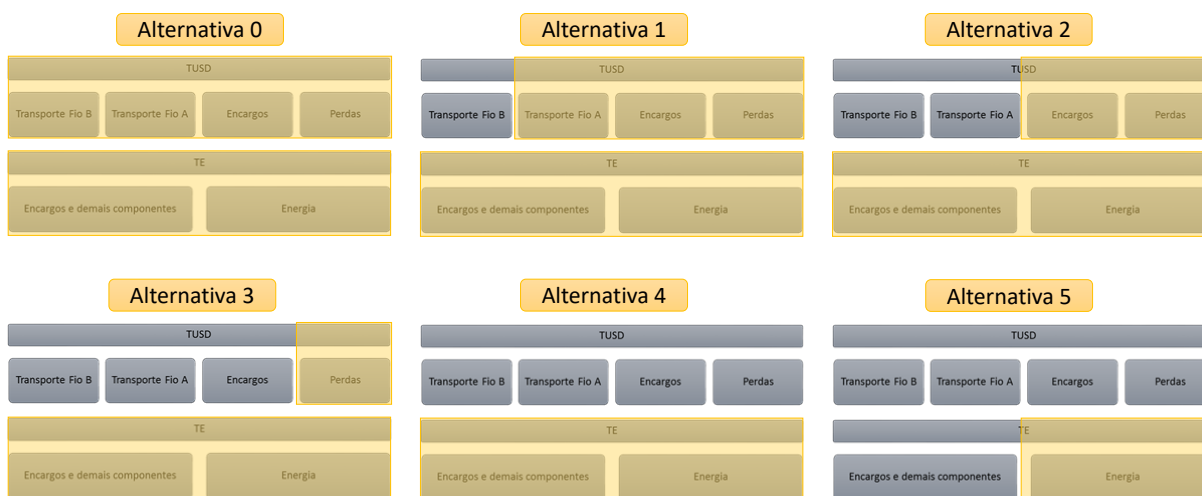 Alternativa 0 Alternativa 1 Alternativa 2
TUSD TUSD TUSD
Transporte Fio B Transporte Fio A Encargos Perdas Transporte Fio B Transporte Fio A Encargos Perdas Transporte Fio B Transporte Fio A Encargos Perdas
TE TE TE
Encargos e demais componentes Energia Encargos e demais componentes Energia Encargos e demais componentes Energia
Alternativa 3 Alternativa 4 Alternativa 5
TUSD TUSD TUSD
Transporte Fio B Transporte Fio A Encargos Perdas Transporte Fio B Transporte Fio A Encargos Perdas Transporte Fio B Transporte Fio A Encargos Perdas
TE TE TE
Encargos e demais componentes Energia Encargos e demais componentes Energia Encargos e demais componentes Energia